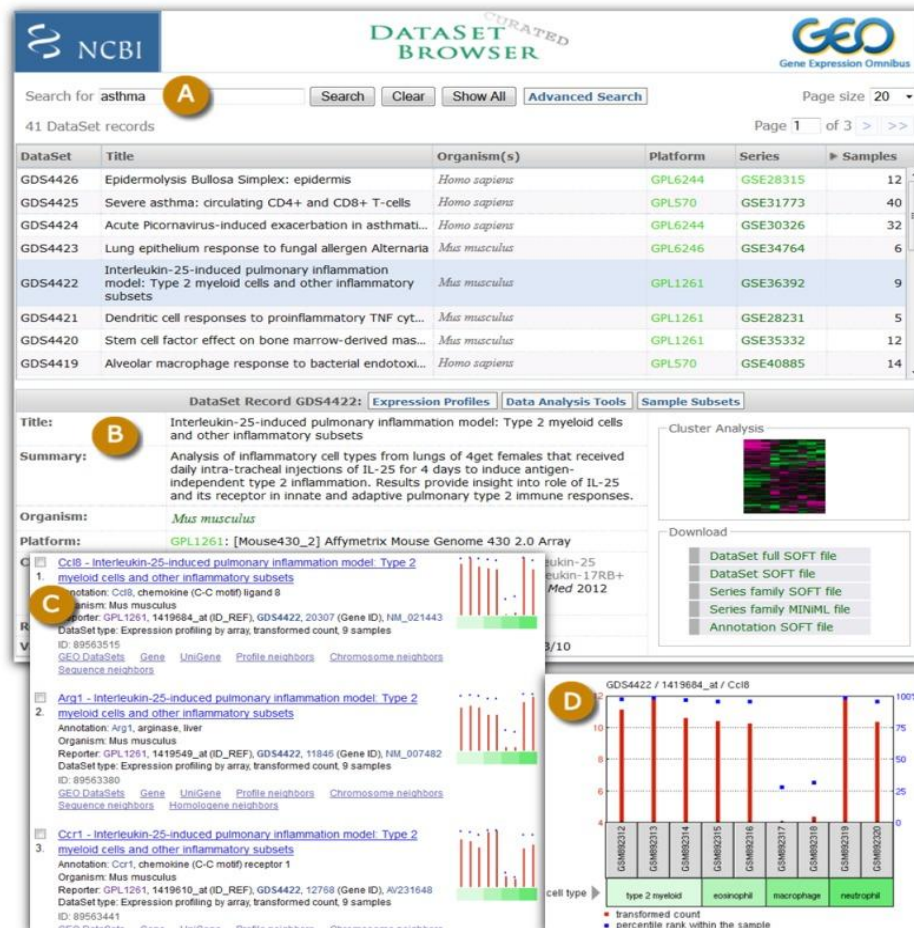 NCBI
DATASET
BROWSER
CURATED
GEO
Gene Expression Omnibus
Search for asthma A Search Clear Show All Advanced Search Page size 20
41 DataSet records Page 1 of 3 > >>
DataSet Title Organism(s) Platform Series Samples
GDS4426 Epidermolysis Bullosa Simplex: epidermis Homo sapiens GPL6244 GSE28315 12
GDS4425 Severe asthma: circulating CD4+ and CD8+ T-cells Homo sapiens GPL570 GSE31773 40
GDS4424 Acute Picornavirus-induced exacerbation in asthmati... Homo sapiens GPL6244 GSE30326 32
GDS4423 Lung epithelium response to fungal allergen Alternaria Mus musculus GPL6246 GSE34764 6
Interleukin-25-induced pulmonary inflammation
GDS4422 model: Type 2 myeloid cells and other inflammatory Mus musculus GPL1261 GSE36392 9
subsets
GDS4421 Dendritic cell responses to proinflammatory TNF cyt... Mus musculus GPL1261 GSE28231 5
GDS4420 Stem cell factor effect on bone marrow-derived mas... Mus musculus GPL1261 GSE35332 12
GDS4419 Alveolar macrophage response to bacterial endotoxi... Homo sapiens GPL570 GSE40885 14
DataSet Record GDS4422: Expression Profiles Data Analysis Tools Sample Subsets
B
Title: Interleukin-25-induced pulmonary inflammation model: Type 2 myeloid cells
and other inflammatory subsets
Summary: Analysis of inflammatory cell types from lungs of 4get females that received
daily intra-tracheal injections of IL-25 for 4 days to induce antigen-
independent type 2 inflammation. Results provide insight into role of IL-25
and its receptor in innate and adaptive pulmonary type 2 immune responses.
Organism: Mus musculus
Platform: GPL1261: [Mouse430_2] Affymetrix Mouse Genome 430 2.0 Array
C eukin-25
eukin-17RB+
Med 2012
R
V 3/10
Cluster Analysis
Download
DataSet full SOFT file
DataSet SOFT file
Series family SOFT file
Series family MINiML file
Annotation SOFT file
C
1. Ccl8 - Interleukin-25-induced pulmonary inflammation model: Type 2
myeloid cells and other inflammatory subsets
notation: Ccl8, chemokine (C-C motif) ligand 8
anism: Mus musculus
Reporter: GPL1261, 1419684_at (ID_REF), GDS4422, 20307 (Gene ID), NM_021443
DataSet type: Expression profiling by array, transformed count, 9 samples
ID: 89563515
GEO DataSets Gene UniGene Profile neighbors Chromosome neighbors
Sequence neighbors
2. Arg1 - Interleukin-25-induced pulmonary inflammation model: Type 2
myeloid cells and other inflammatory subsets
Annotation: Arg1, arginase, liver
Organism: Mus musculus
Reporter: GPL1261, 1419549_at (ID_REF), GDS4422, 11846 (Gene ID), NM_007482
DataSet type: Expression profiling by array, transformed count, 9 samples
ID: 89563380
GEO DataSets Gene UniGene Profile neighbors Chromosome neighbors
Sequence neighbors Homologene neighbors
3. Ccr1 - Interleukin-25-induced pulmonary inflammation model: Type 2
myeloid cells and other inflammatory subsets
Annotation: Ccr1, chemokine (C-C motif) receptor 1
Organism: Mus musculus
Reporter: GPL1261, 1419610_at (ID_REF), GDS4422, 12768 (Gene ID), AV231648
DataSet type: Expression profiling by array, transformed count, 9 samples
ID: 89563441
GEO DataSets Gene UniGene Profile neighbors Chromosome neighbors
D
GDS4422 / 1419684_at / Ccl8
12 100%
10 75
8 50
6 25
4 0
GSM892312 GSM892313 GSM892314 GSM892315 GSM892316 GSM892317 GSM892318 GSM892319 GSM892320
cell type type 2 myeloid eosinophil macrophage neutrophil
transformed count
percentile rank within the sample